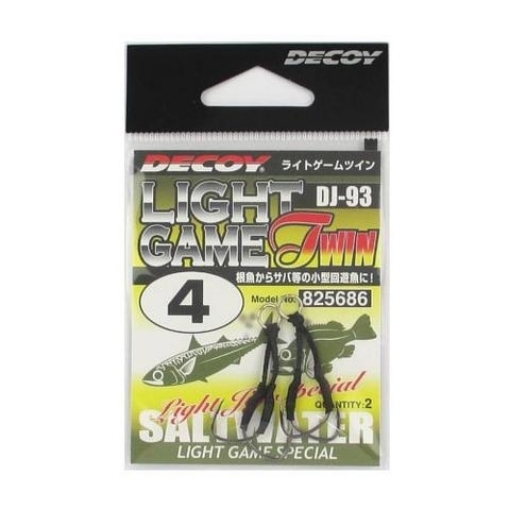 DECOY
DECOY ライトゲームツイン
LIGHT DJ-93
GAME TWIN
根魚からサバ等の小型回遊魚に!
4
Model No. 825686
Light Jig Special
QUANTITY:2
SALTWATER
LIGHT GAME SPECIAL